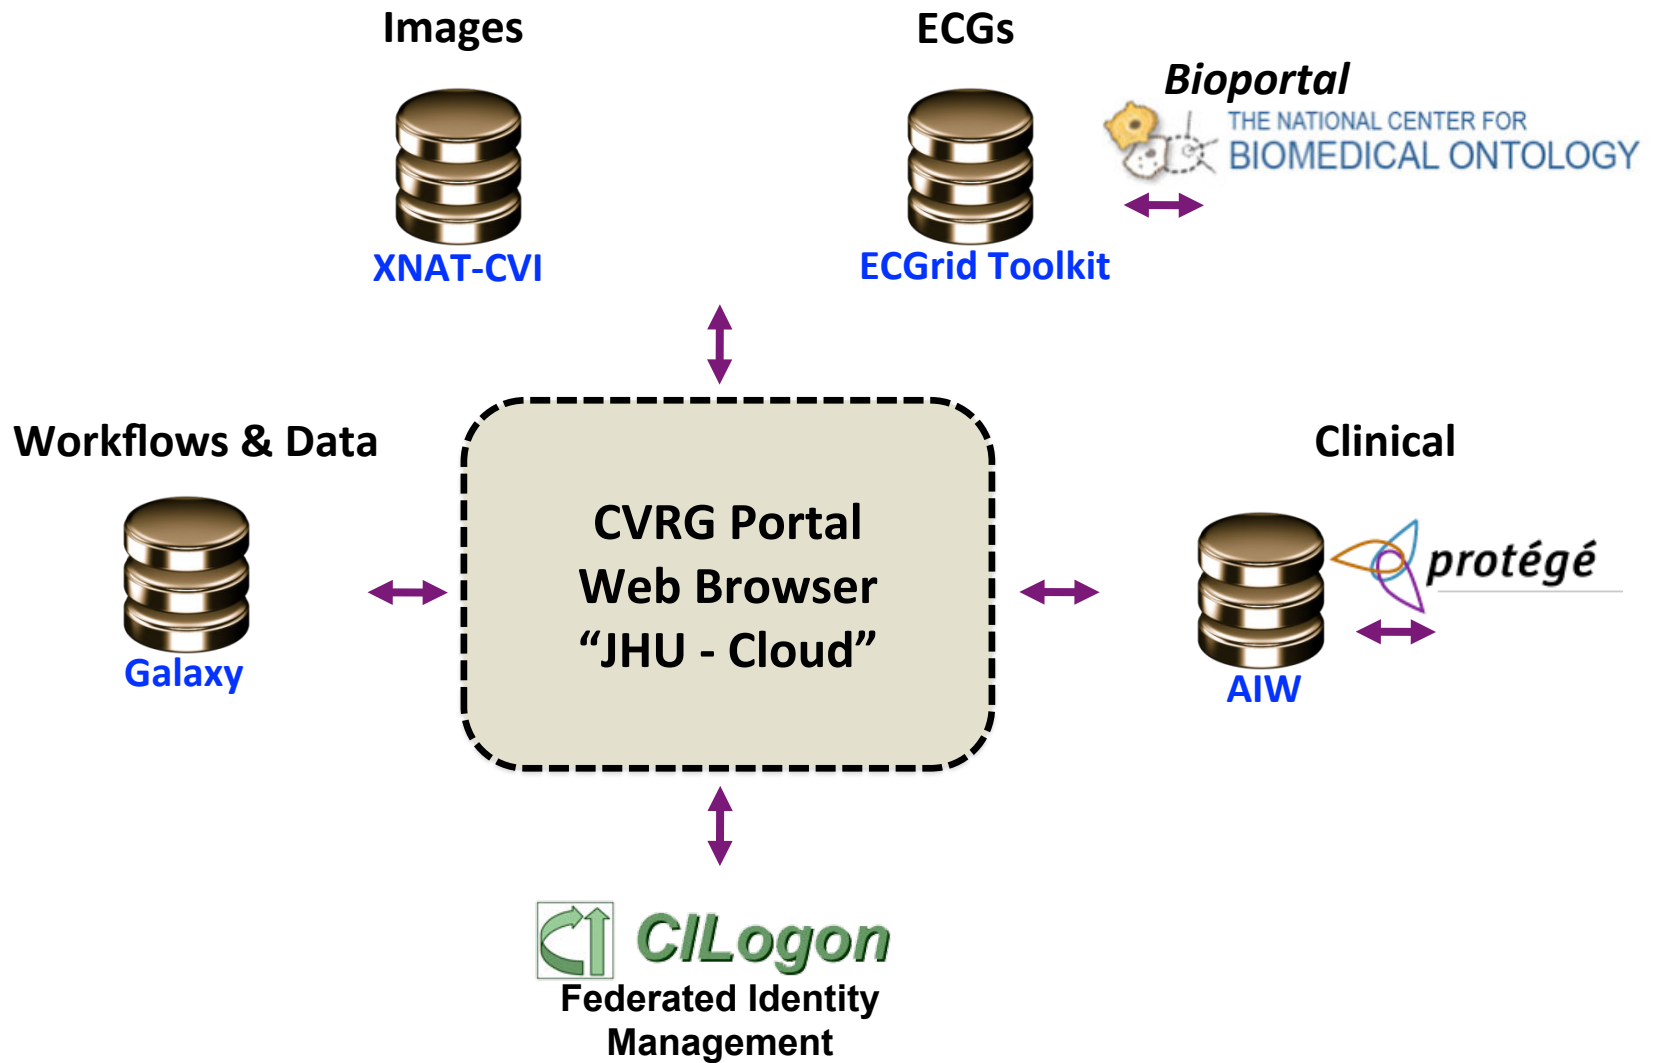 Images
ECGs
Bioportal
THE NATIONAL CENTER FOR
BIOMEDICAL ONTOLOGY
XNAT-CVI
ECGrid Toolkit
Workflows & Data
Clinical
CVRG Portal
Web Browser
“JHU - Cloud”
protégé
Galaxy
AIW
CI CILogon
Federated Identity
Management